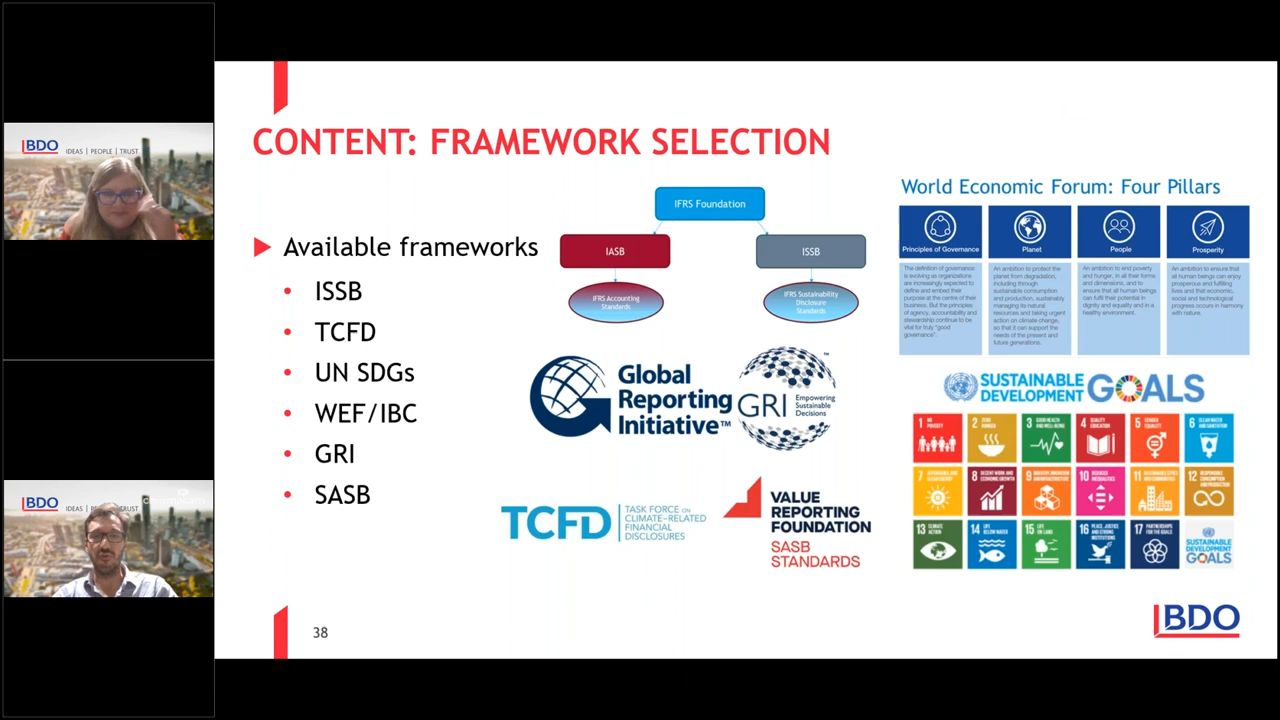 BDO
IDEAS | PEOPLE | TRUST
BDO
CONTENT: FRAMEWORK SELECTION
Available frameworks
• ISSB
• TCFD
• UN SDGs
• WEF/IBC
• GRI
• SASB
IFRS Foundation
IASB
ISSB
IFRS Accounting
Standards
IFRS Sustainability
Disclosure
Standards
Global
Reporting
Initiative™
GRI
Empowering
Sustainable
Decisions
TCFD
TASK FORCE ON
CLIMATE-RELATED
FINANCIAL
DISCLOSURES
VALUE
REPORTING
FOUNDATION
SASB
STANDARDS
World Economic Forum: Four Pillars
Principles of Governance
Planet
People
Prosperity
The definition of governance
is evolving as organizations
are increasingly expected to
define and embed their
purpose at the centre of their
business. But the principles
of agency, accountability and
stewardship continue to be
vital for truly "good
governance".
An ambition to protect the
planet from degradation,
including through
sustainable consumption
and production, sustainably
managing its natural
resources and taking urgent
action on climate change,
so that it can support the
needs of the present and
future generations.
An ambition to end poverty
and hunger, in all their forms
and dimensions, and to
ensure that all human beings
can fulfil their potential in
dignity and equality and in a
healthy environment.
An ambition to ensure that
all human beings can enjoy
prosperous and fulfilling
lives and that economic,
social and technological
progress occurs in harmony
with nature.
SUSTAINABLE
DEVELOPMENT
GOALS
1 NO POVERTY
2 ZERO HUNGER
3 GOOD HEALTH AND WELL-BEING
4 QUALITY EDUCATION
5 GENDER EQUALITY
6 CLEAN WATER AND SANITATION
7 AFFORDABLE AND CLEAN ENERGY
8 DECENT WORK AND ECONOMIC GROWTH
9 INDUSTRY, INNOVATION AND INFRASTRUCTURE
10 REDUCED INEQUALITIES
11 SUSTAINABLE CITIES AND COMMUNITIES
12 RESPONSIBLE CONSUMPTION AND PRODUCTION
13 CLIMATE ACTION
14 LIFE BELOW WATER
15 LIFE ON LAND
16 PEACE, JUSTICE AND STRONG INSTITUTIONS
17 PARTNERSHIPS FOR THE GOALS
SUSTAINABLE
DEVELOPMENT
GOALS
38
BDO